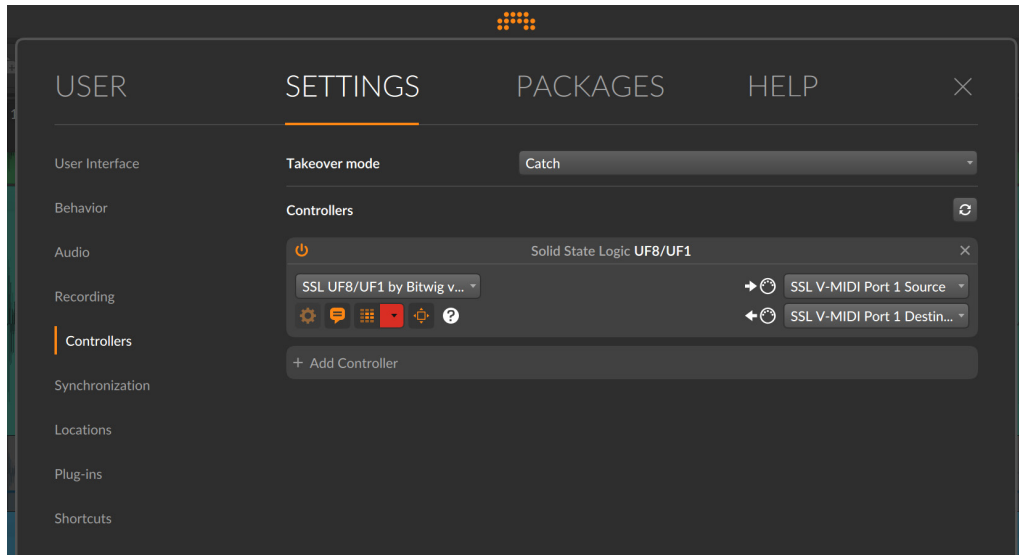 USER SETTINGS PACKAGES HELP
User Interface
Takeover mode Catch
Behavior
Controllers
Audio
Solid State Logic UF8/UF1
SSL UF8/UF1 by Bitwig v...
SSL V-MIDI Port 1 Source
Recording
SSL V-MIDI Port 1 Destin...
Controllers
+ Add Controller
Synchronization
Locations
Plug-ins
Shortcuts